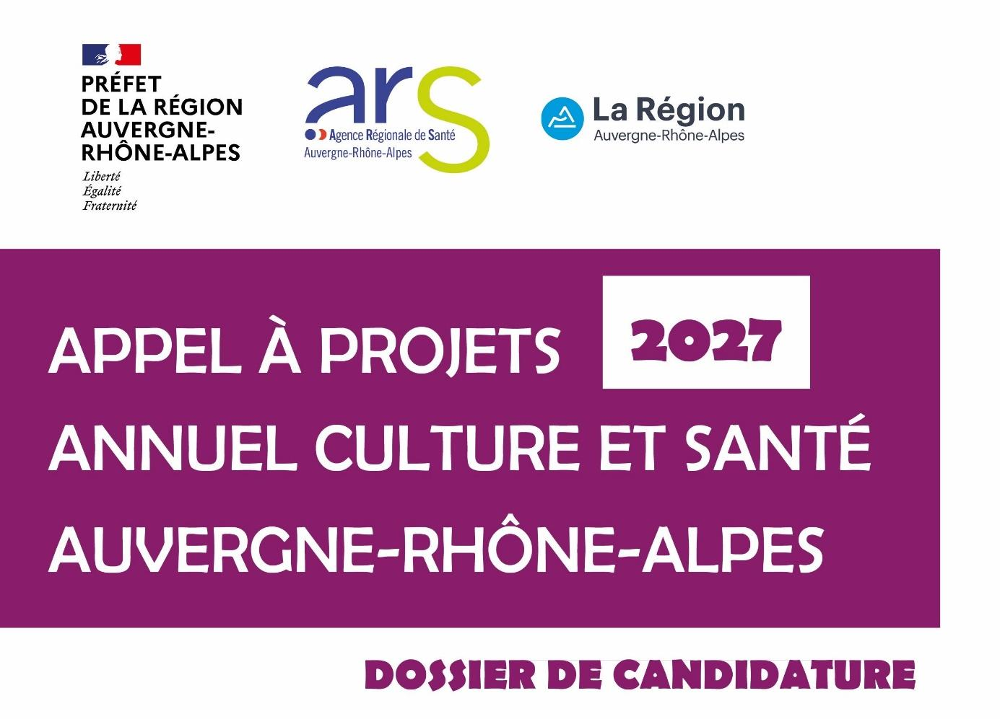 PRÉFET
DE LA RÉGION
AUVERGNE-
RHÔNE-ALPES
Liberté
Égalité
Fraternité
ars
Agence Régionale de Santé
Auvergne-Rhône-Alpes
La Région
Auvergne-Rhône-Alpes
APPEL À PROJETS 2027
ANNUEL CULTURE ET SANTÉ
AUVERGNE-RHÔNE-ALPES
DOSSIER DE CANDIDATURE